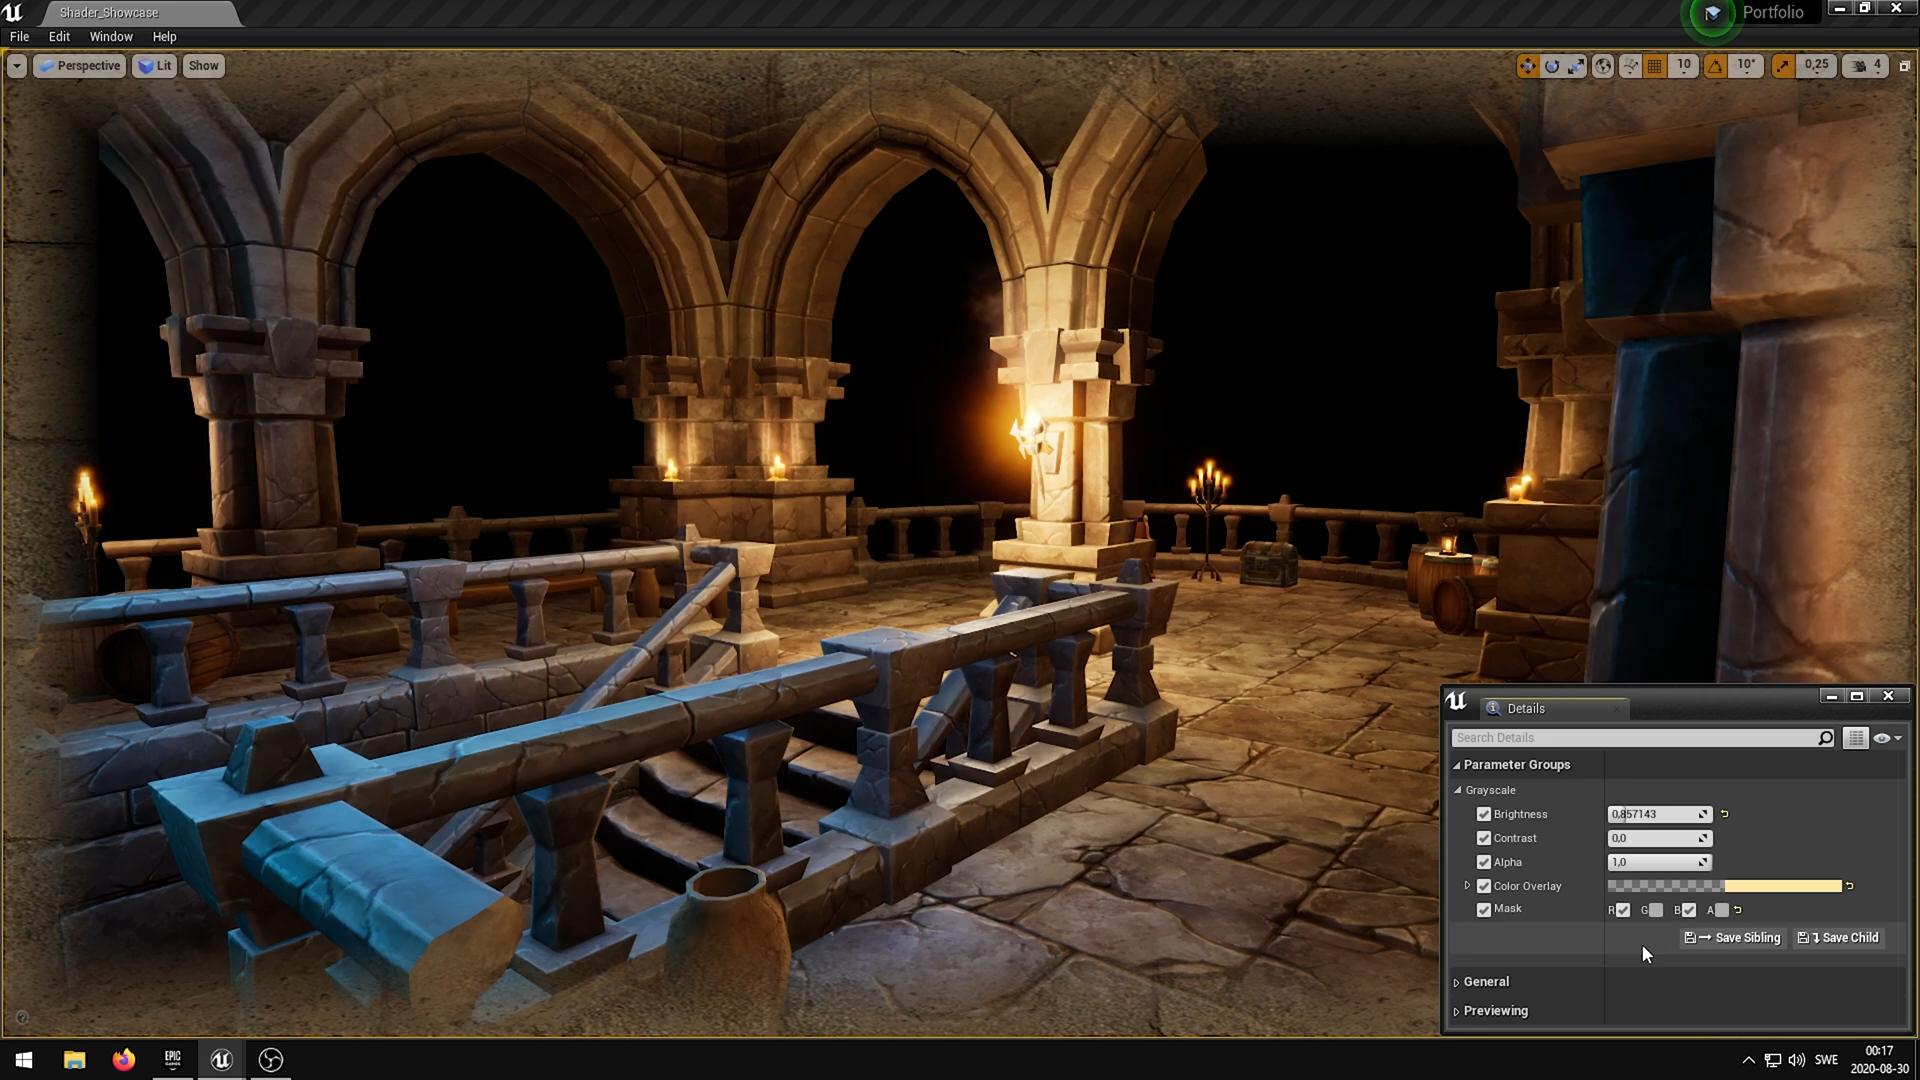 Shader_Showcase
Portfolio
File Edit Window Help
Perspective Lit Show
10 10° 0,25 4
Details
Search Details
Parameter Groups
Grayscale
Brightness 0,857143
Contrast 0,0
Alpha 1,0
Color Overlay
Mask R G B A
Save Sibling Save Child
General
Previewing
EPIC GAMES
SWE
00:17
2020-08-30